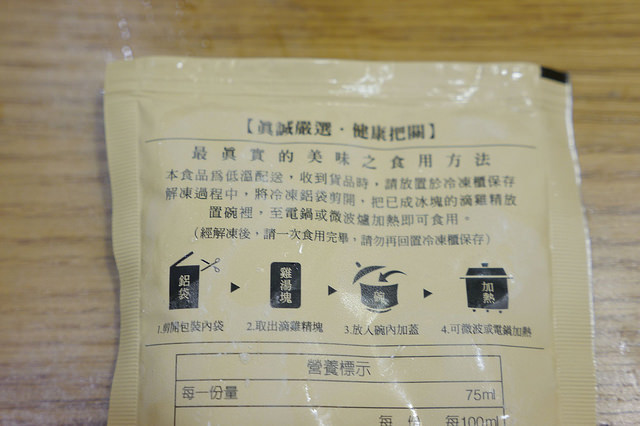 【眞誠嚴選・健康把關】
最眞實的美味之食用方法
本食品爲低溫配送，收到貨品時，請放置於冷凍櫃保存
解凍過程中，將冷凍鋁袋剪開，把已成冰塊的滴雞精放
置碗裡，至電鍋或微波爐加熱即可食用。
（經解凍後，請一次食用完畢，請勿再回置冷凍櫃保存）
鋁袋
雞湯塊
碗
加熱
1.剪開包裝內袋
2.取出滴雞精塊
3.放入碗內加蓋
4.可微波或電鍋加熱
營養標示
每一份量 75ml
每 份 每100ml